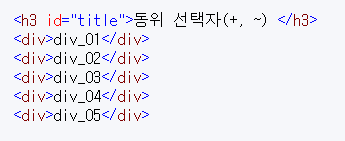 <h3 id="title">동위 선택자(+, ~) </h3>
<div>div_01</div>
<div>div_02</div>
<div>div_03</div>
<div>div_04</div>
<div>div_05</div>